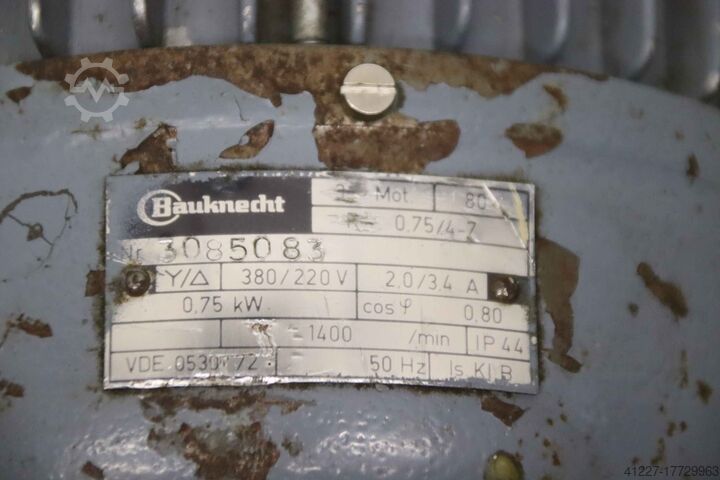 Bauknecht
Mot. 80
0,75/4-7
Nr. 3085083
Y/Δ 380/220 V 2,0/3,4 A
0,75 kW cos φ 0,80
1400 /min IP 44
VDE 0530 72 50 Hz Is.Kl B
41227-17729963